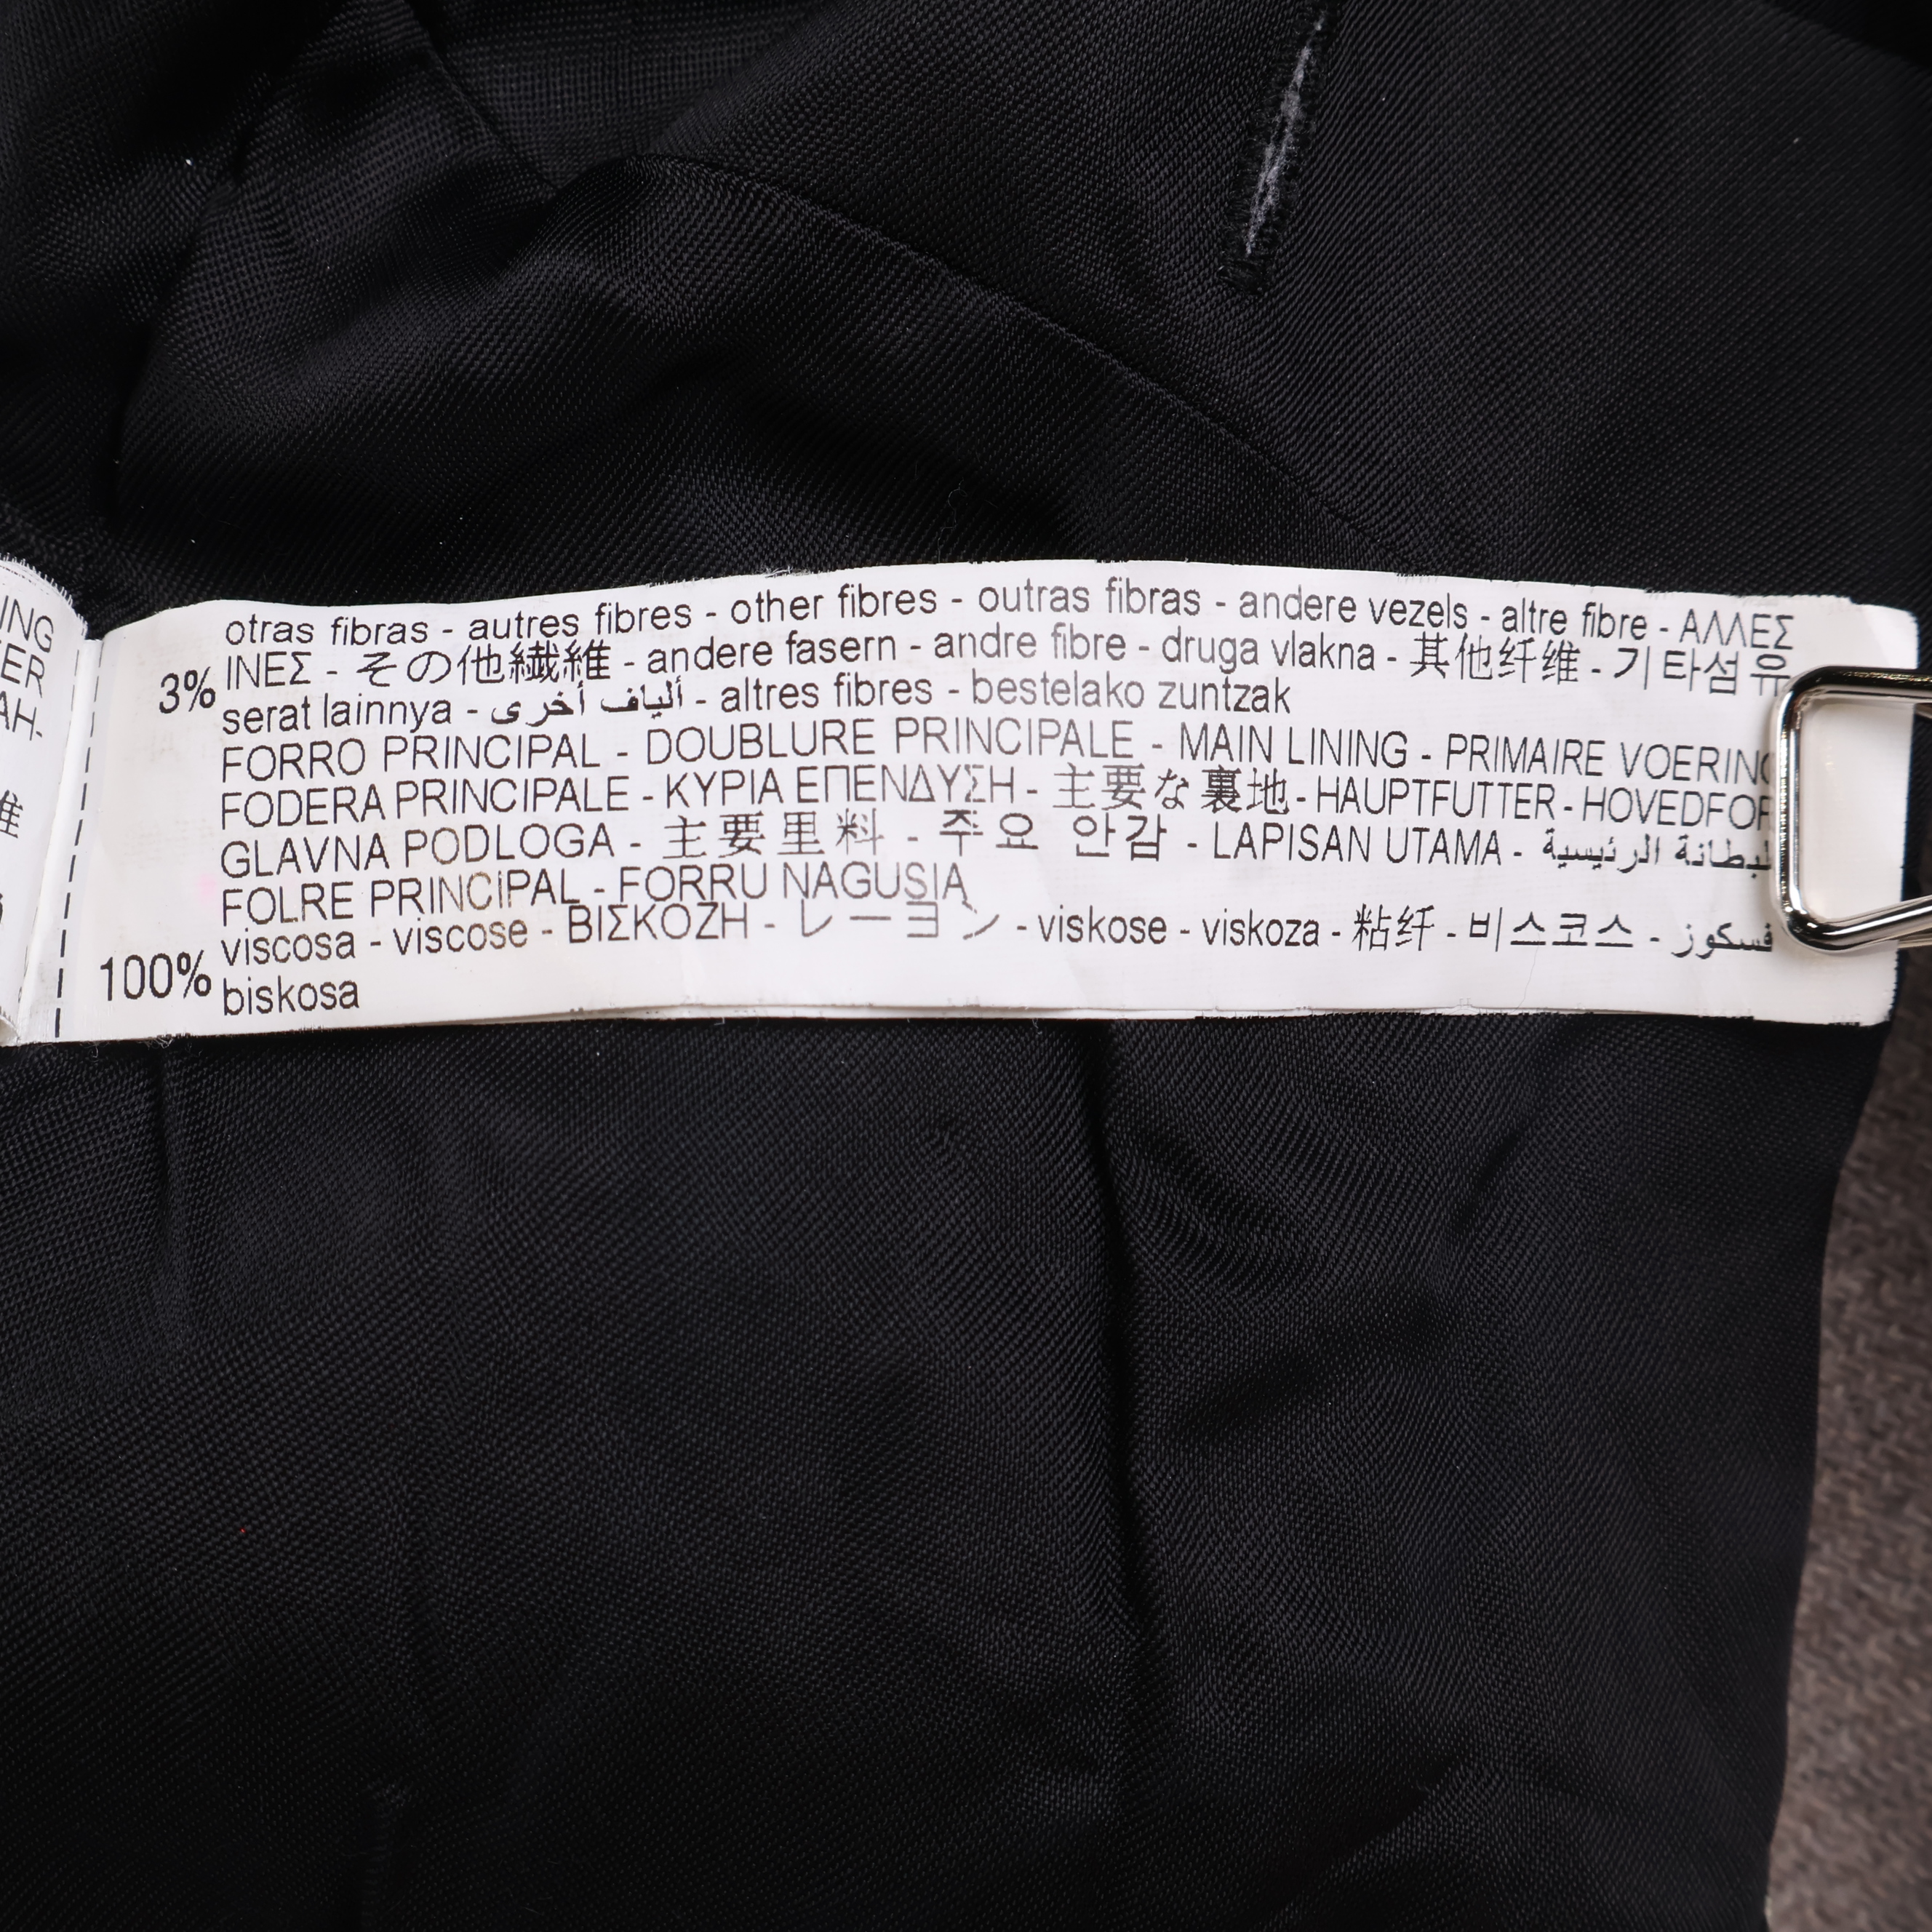 ING
ER
AH-
維
otras fibras - autres fibres - other fibres - outras fibras - andere vezels - altre fibre - ΑΛΛΕΣ
3% ΙΝΕΣ - その他繊維 - andere fasern - andre fibre - druga vlakna - 其他纤维 - 기타섬유
serat lainnya - ألياف أخرى - altres fibres - bestelako zuntzak
FORRO PRINCIPAL - DOUBLURE PRINCIPALE - MAIN LINING - PRIMAIRE VOERING
FODERA PRINCIPALE - ΚΥΡΙΑ ΕΠΕΝΔΥΣΗ - 主要な裏地 - HAUPTFUTTER - HOVEDFOR
GLAVNA PODLOGA - 主要里料 - 주요 안감 - LAPISAN UTAMA - لبطانة الرئيسية
FOLRE PRINCIPAL - FORRU NAGUSIA
100% viscosa - viscose - ΒΙΣΚΟΖΗ - レーヨン - viskose - viskoza - 粘纤 - 비스코스 - فسكوز
biskosa